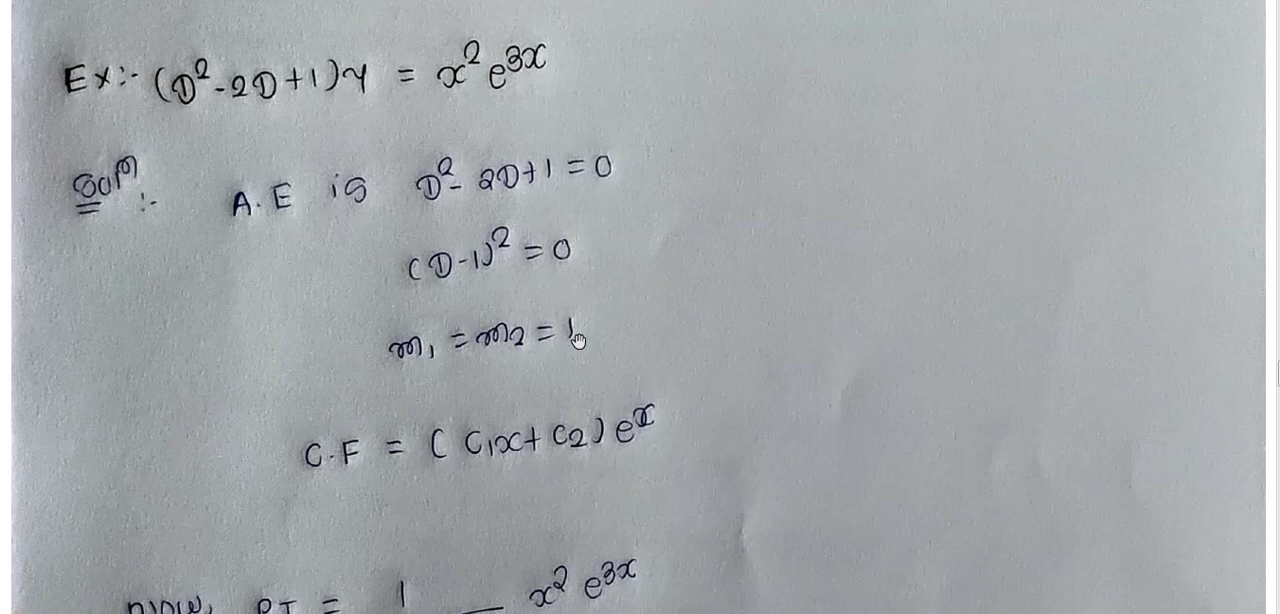 Ex:- (D²-2D+1)y = x² e³ˣ
Solⁿ:- A.E is D²- 2D+1 = 0
(D-1)² = 0
m₁ = m₂ = 1
C.F = ( C₁x+ C₂) eˣ
Now, PI = 1 x² e³ˣ